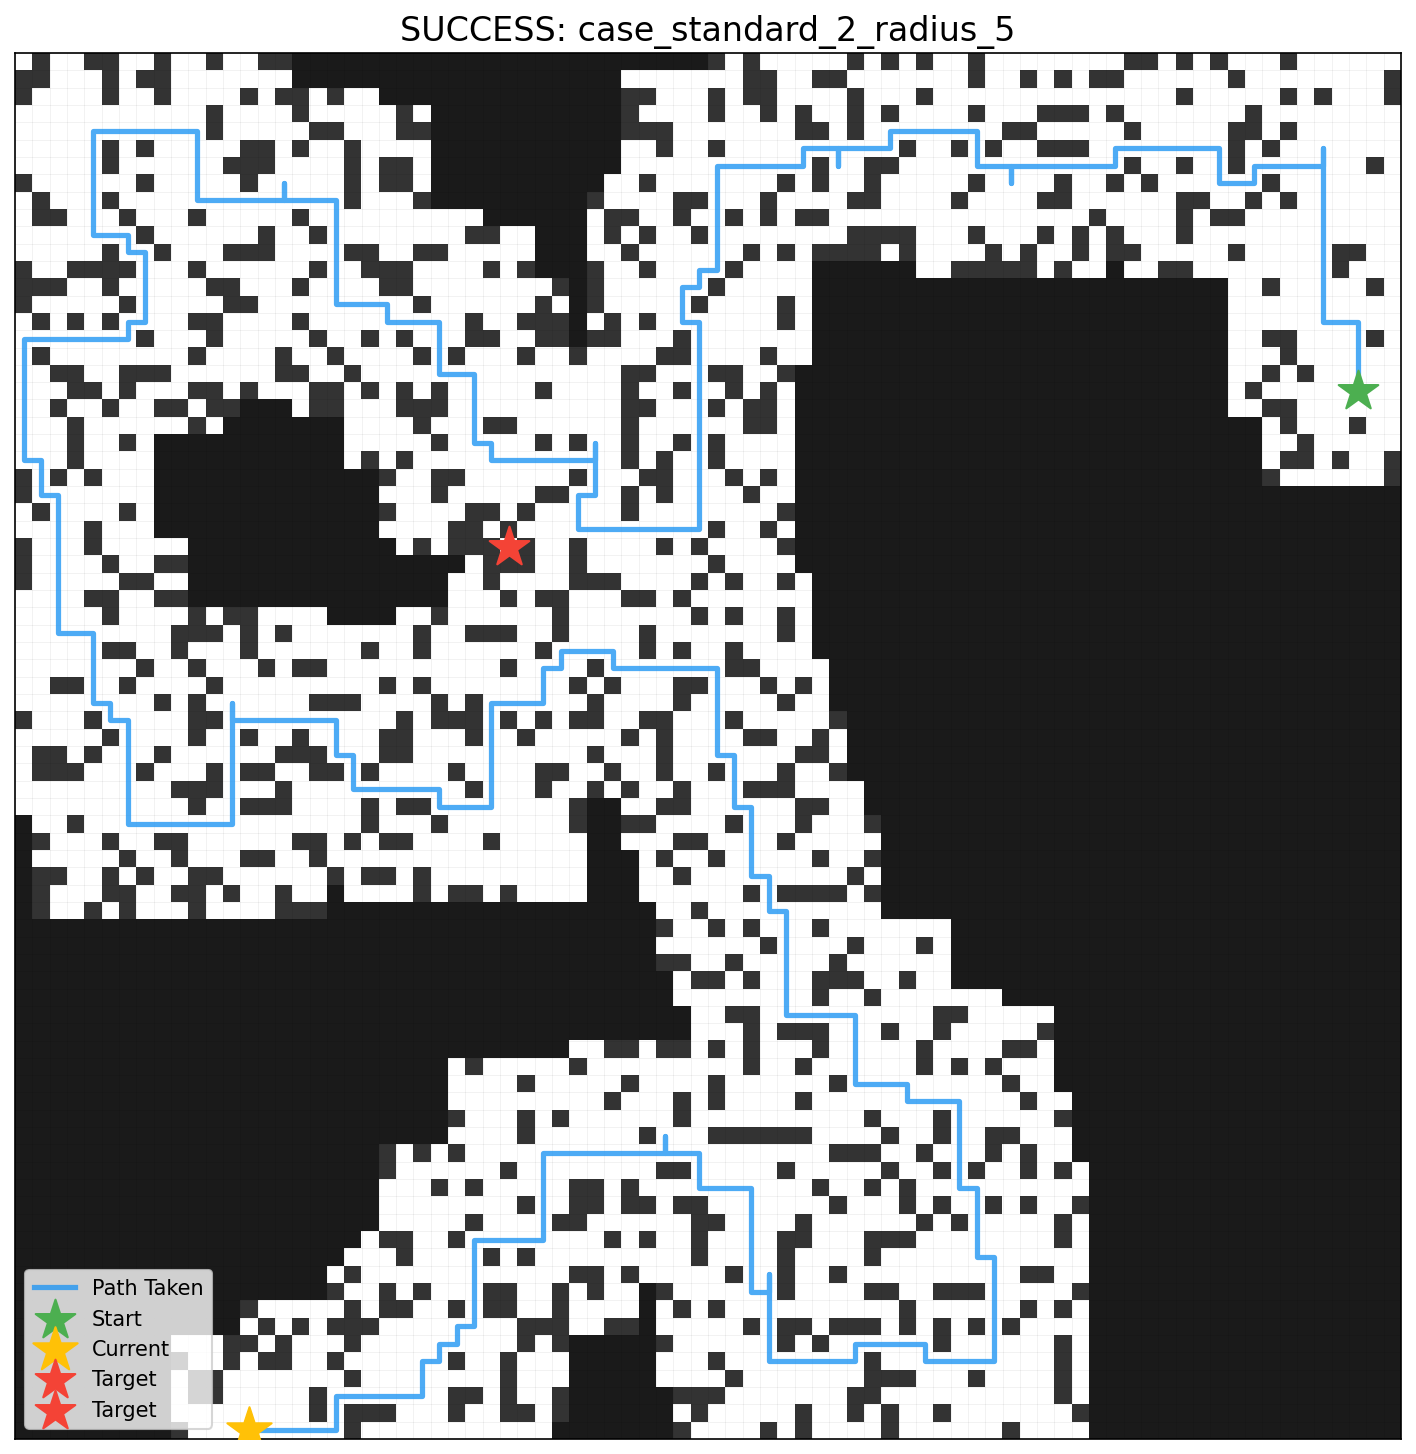 SUCCESS: case_standard_2_radius_5
Path Taken
Start
Current
Target
Target